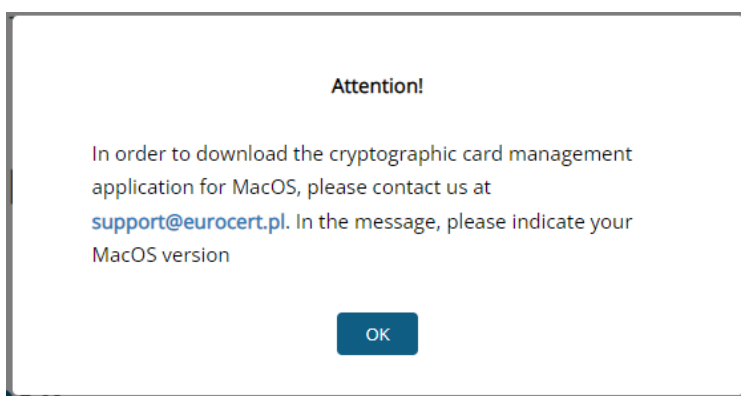 Attention!
In order to download the cryptographic card management
application for MacOS, please contact us at
support@eurocert.pl. In the message, please indicate your
MacOS version
OK